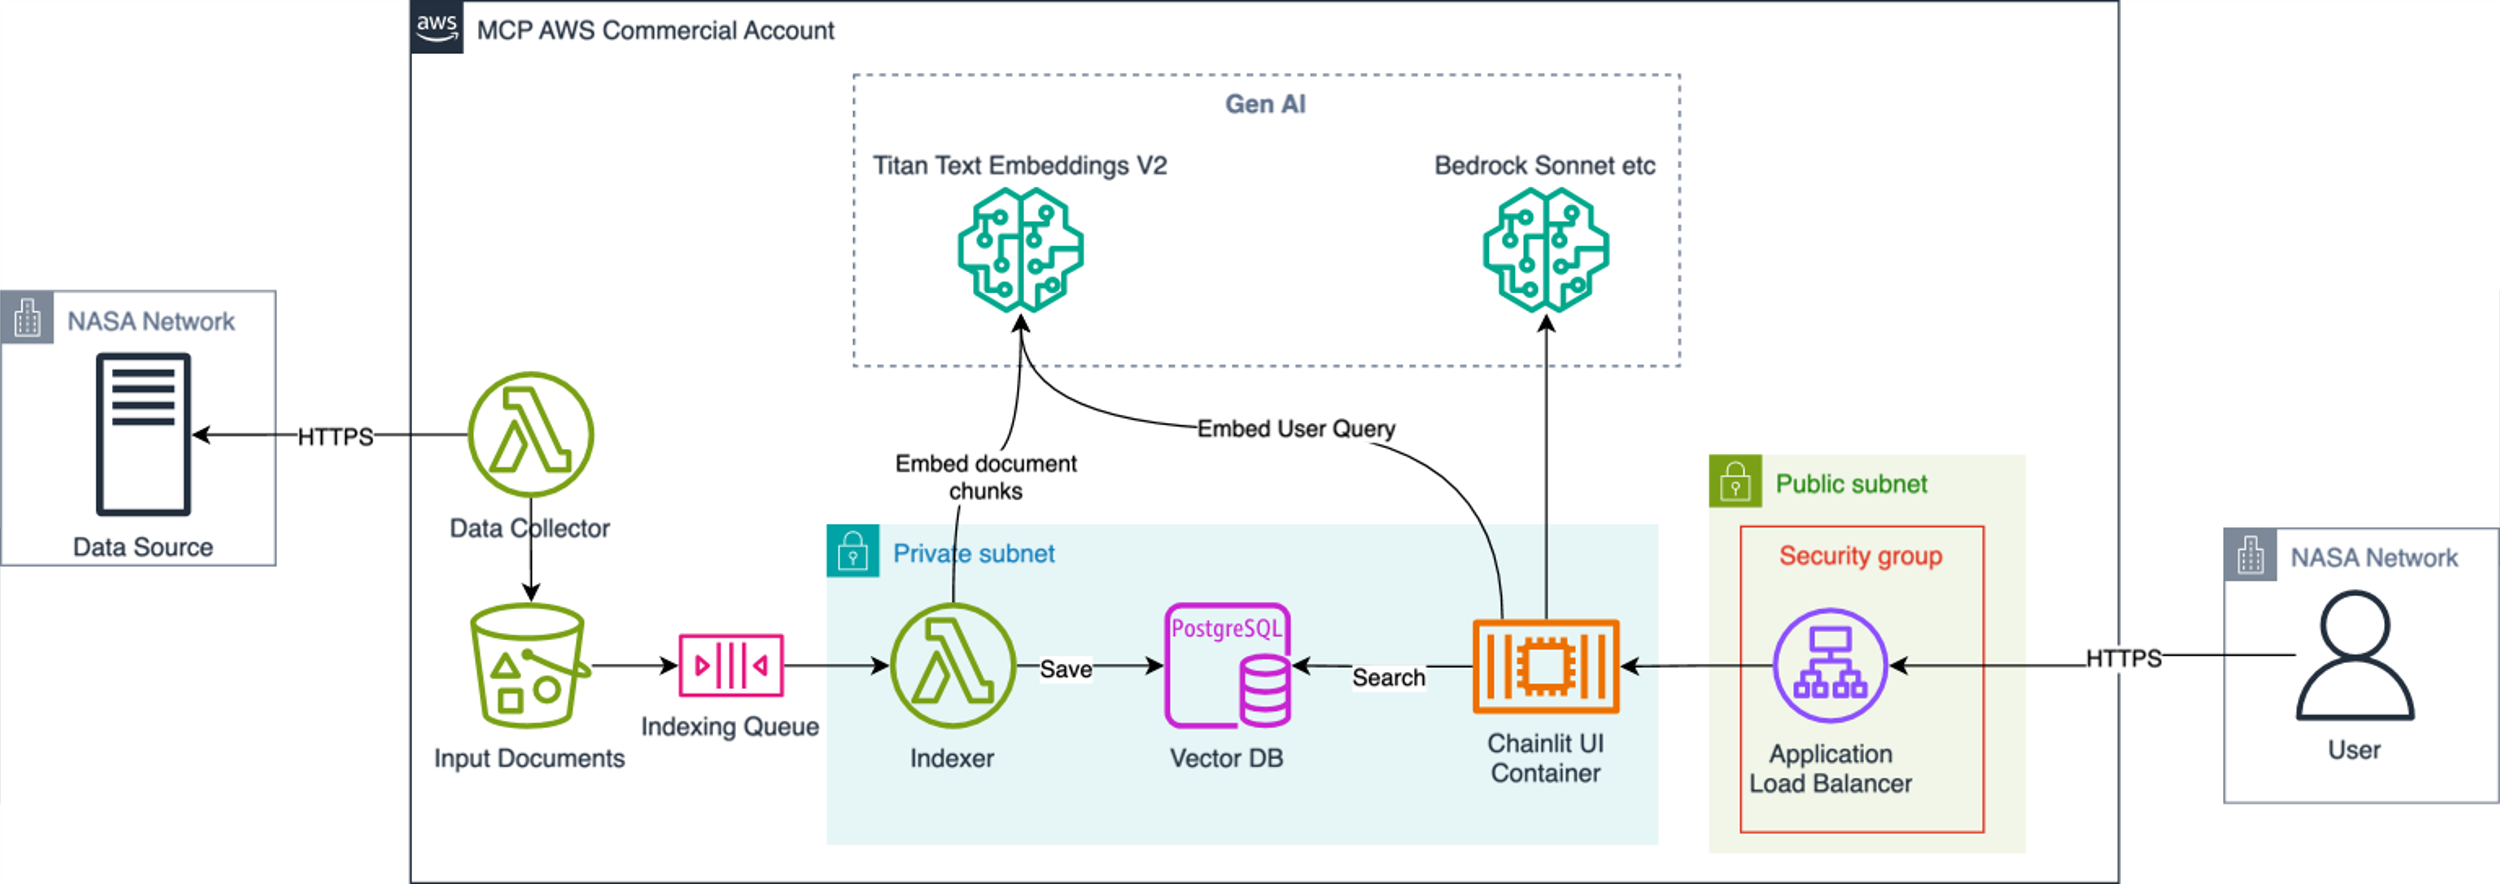 aws
MCP AWS Commercial Account
Gen AI
Titan Text Embeddings V2
Bedrock Sonnet etc
NASA Network
Data Source
HTTPS
Data Collector
Embed document
chunks
Embed User Query
Public subnet
Security group
Private subnet
NASA Network
PostgreSQL
Save
Search
HTTPS
Input Documents
Indexing Queue
Indexer
Vector DB
Chainlit UI
Container
Application
Load Balancer
User